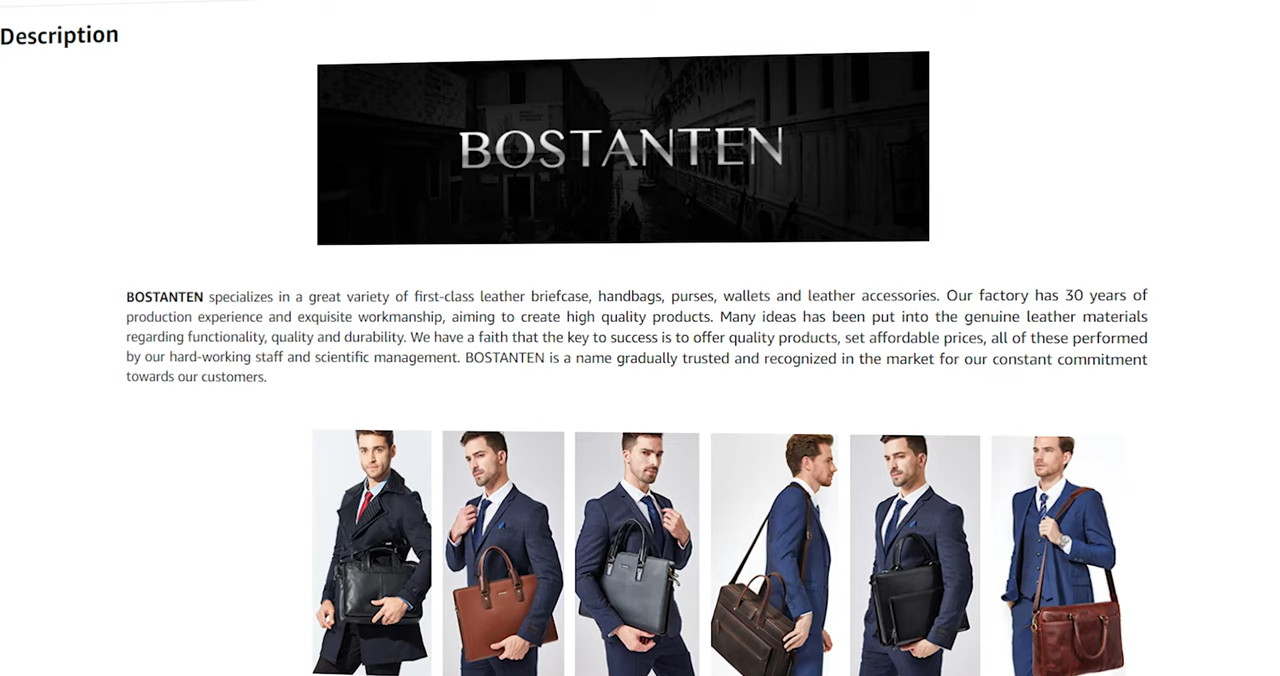 Description
BOSTANTEN
BOSTANTEN specializes in a great variety of first-class leather briefcase, handbags, purses, wallets and leather accessories. Our factory has 30 years of
production experience and exquisite workmanship, aiming to create high quality products. Many ideas has been put into the genuine leather materials
regarding functionality, quality and durability. We have a faith that the key to success is to offer quality products, set affordable prices, all of these performed
by our hard-working staff and scientific management. BOSTANTEN is a name gradually trusted and recognized in the market for our constant commitment
towards our customers.